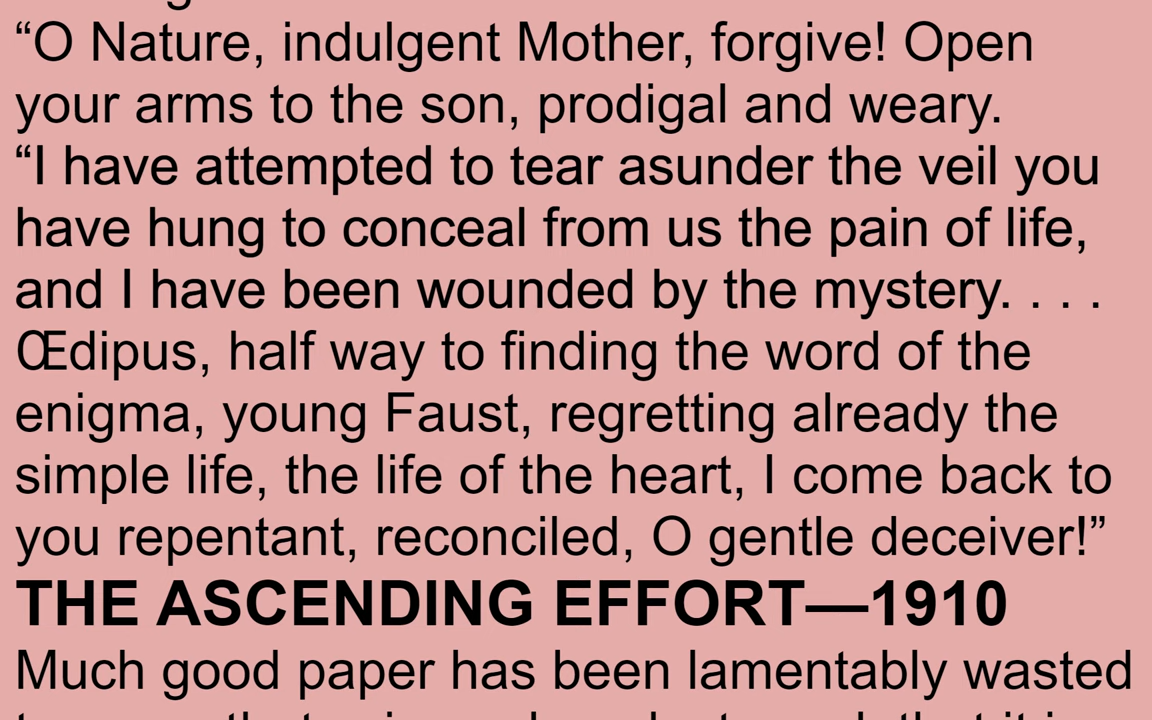 “O Nature, indulgent Mother, forgive! Open
your arms to the son, prodigal and weary.
“I have attempted to tear asunder the veil you
have hung to conceal from us the pain of life,
and I have been wounded by the mystery. . . .
Œdipus, half way to finding the word of the
enigma, young Faust, regretting already the
simple life, the life of the heart, I come back to
you repentant, reconciled, O gentle deceiver!”
THE ASCENDING EFFORT—1910
Much good paper has been lamentably wasted